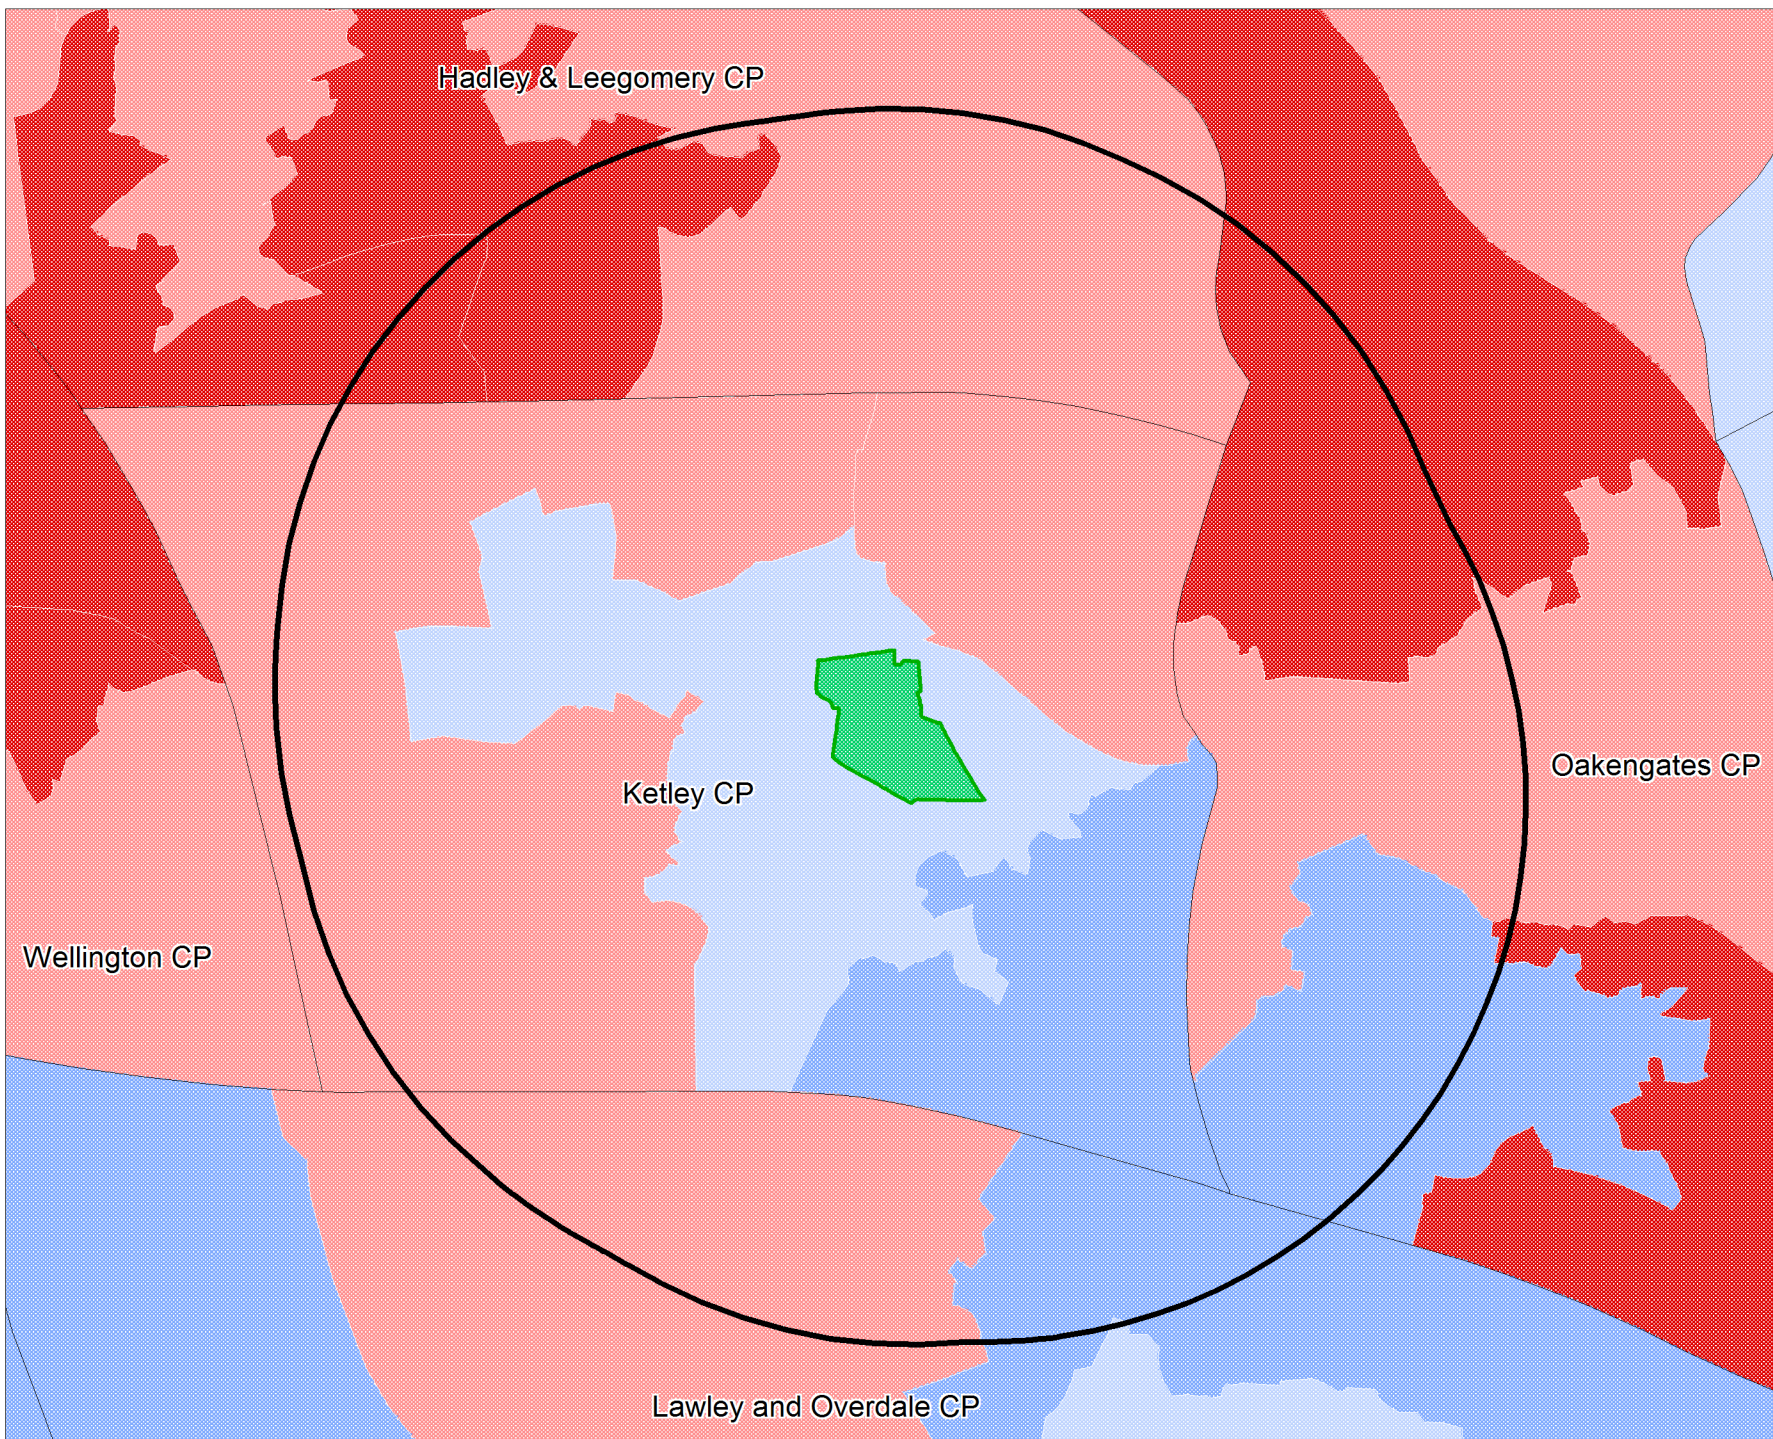 Hadley & Leegomery CP
Oakengates CP
Ketley CP
Wellington CP
Lawley and Overdale CP